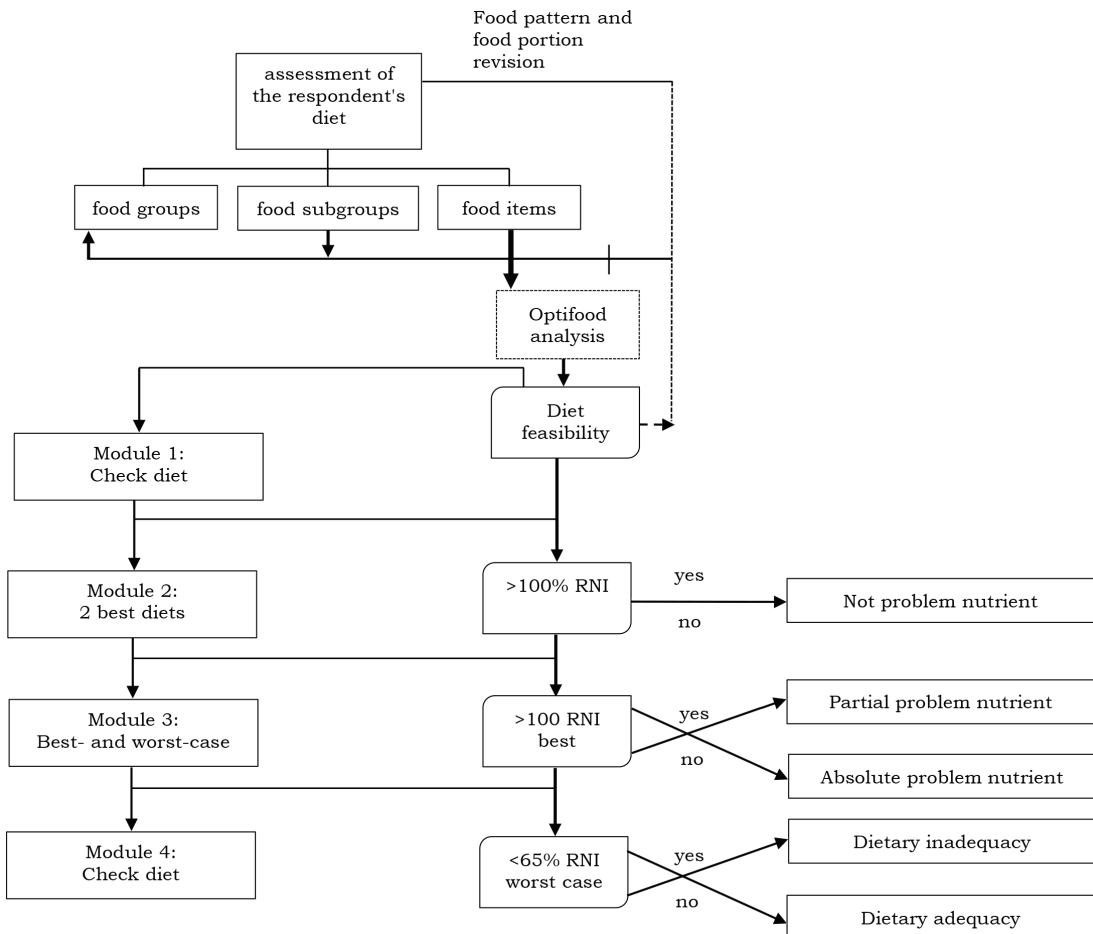 Food pattern and
food portion
revision
assessment of
the respondent's
diet
food groups
food subgroups
food items
Optifood
analysis
Diet
feasibility
Module 1:
Check diet
Module 2:
2 best diets
>100% RNI
yes
no
Not problem nutrient
Module 3:
Best- and worst-case
>100 RNI
best
yes
no
Partial problem nutrient
Absolute problem nutrient
Module 4:
Check diet
<65% RNI
worst case
yes
no
Dietary inadequacy
Dietary adequacy